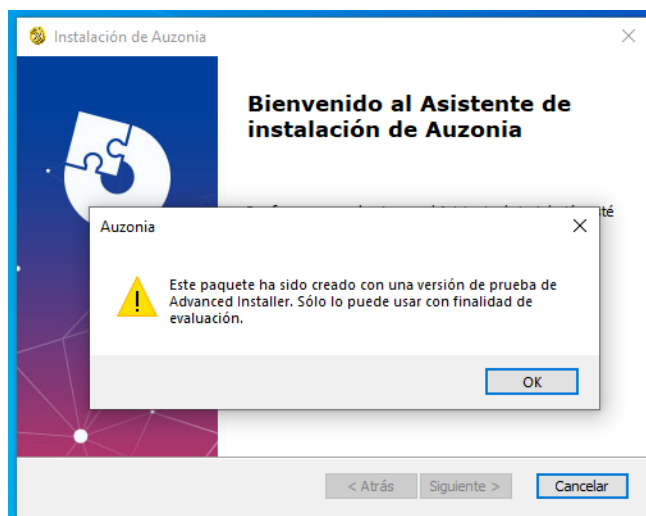 Instalación de Auzonia
Bienvenido al Asistente de
instalación de Auzonia
Auzonia
Este paquete ha sido creado con una versión de prueba de
Advanced Installer. Sólo lo puede usar con finalidad de
evaluación.
OK
< Atrás
Siguiente >
Cancelar